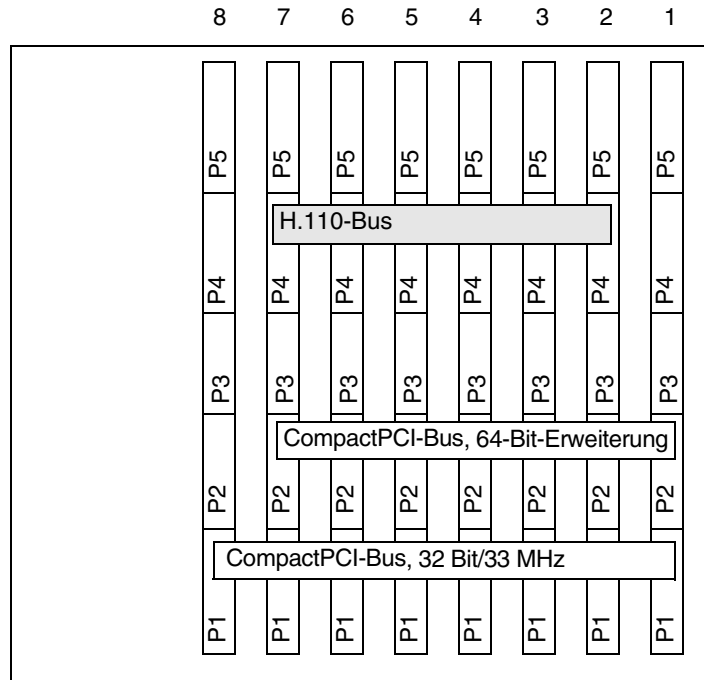 8 7 6 5 4 3 2 1
P5 P5 P5 P5 P5 P5 P5 P5
H.110-Bus
P4 P4 P4 P4 P4 P4 P4 P4
P3 P3 P3 P3 P3 P3 P3 P3
CompactPCI-Bus, 64-Bit-Erweiterung
P2 P2 P2 P2 P2 P2 P2 P2
CompactPCI-Bus, 32 Bit/33 MHz
P1 P1 P1 P1 P1 P1 P1 P1